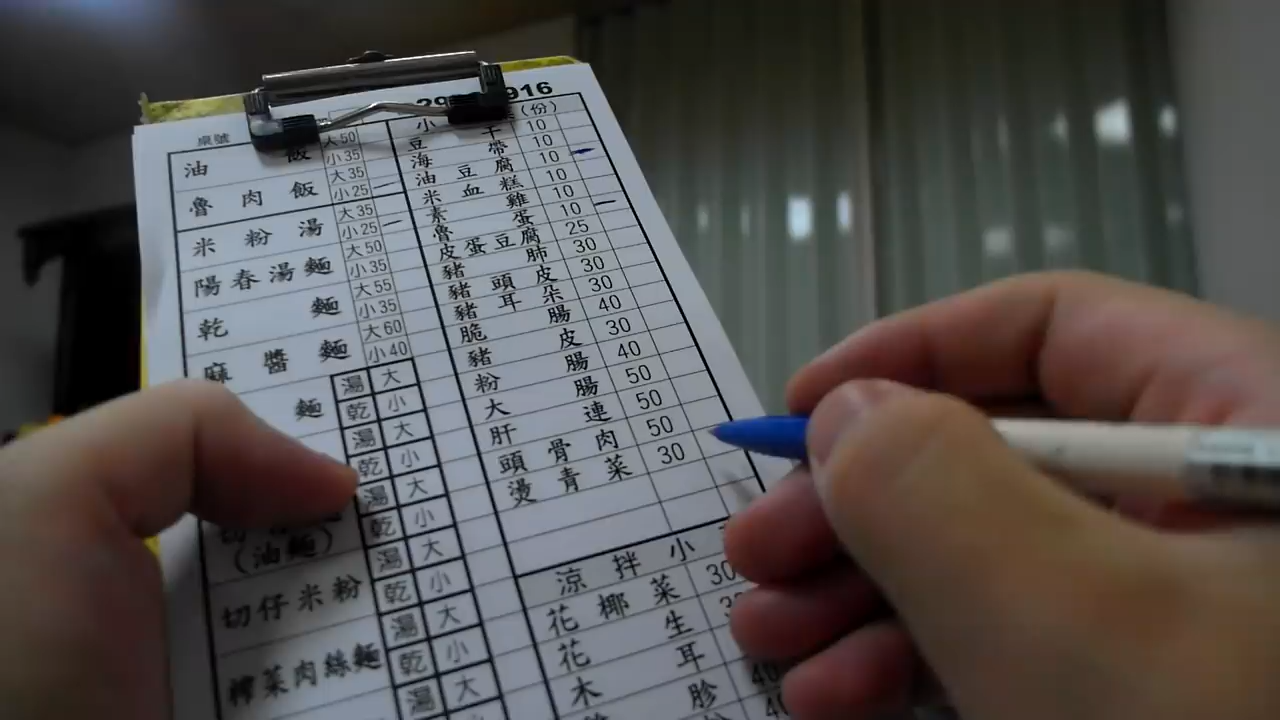 916
桌號
小 (份)
油 飯 大50
小35
魯肉飯 大35
小25
米粉湯 大35
小25
陽春湯麵 大50
小35
乾麵 大55
小35
麻醬麵 大60
小40
麵 湯 大
乾 小
湯 大
乾 小
湯 大
(油麵) 乾 小
切仔米粉 湯 大
乾 小
榨菜肉絲麵 湯 大
乾 小
湯 大
豆干 10
海帶 10
油豆腐 10
米血糕 10
素雞 10
魯蛋 10
皮蛋豆腐 25
豬肺 30
豬頭皮 30
豬耳朵 30
脆腸 40
豬皮 30
粉腸 40
大腸 50
肝連 50
頭骨肉 50
燙青菜 30
涼拌小
花椰菜 30
花生
木耳 40